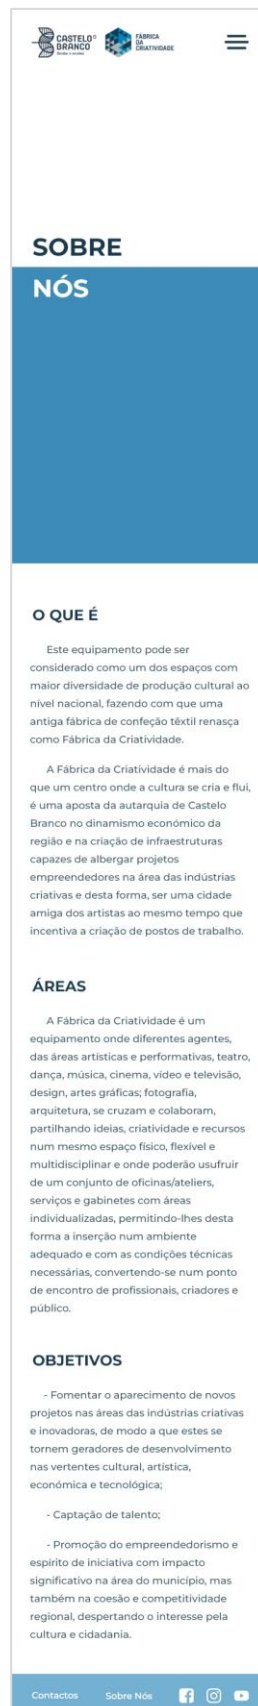 CASTELO
BRANCO
FÁBRICA
DA
CRIATIVIDADE
SOBRE
NÓS
O QUE É
Este equipamento pode ser
considerado como um dos espaços com
maior diversidade de produção cultural ao
nível nacional, fazendo com que uma
antiga fábrica de confeção têxtil renasça
como Fábrica da Criatividade.
A Fábrica da Criatividade é mais do
que um centro onde a cultura se cria e flui,
é uma aposta da autarquia de Castelo
Branco no dinamismo económico da
região e na criação de infraestruturas
capazes de albergar projetos
empreendedores na área das indústrias
criativas e desta forma, ser uma cidade
amiga dos artistas ao mesmo tempo que
incentiva a criação de postos de trabalho.
ÁREAS
A Fábrica da Criatividade é um
equipamento onde diferentes agentes,
das áreas artísticas e performativas, teatro,
dança, música, cinema, vídeo e televisão,
design, artes gráficas; fotografia,
arquitetura, se cruzam e colaboram,
partilhando ideias, criatividade e recursos
num mesmo espaço físico, flexível e
multidisciplinar e onde poderão usufruir
de um conjunto de oficinas/ateliers,
serviços e gabinetes com áreas
individualizadas, permitindo-lhes desta
forma a inserção num ambiente
adequado e com as condições técnicas
necessárias, convertendo-se num ponto
de encontro de profissionais, criadores e
público.
OBJETIVOS
- Fomentar o aparecimento de novos
projetos nas áreas das indústrias criativas
e inovadoras, de modo a que estes se
tornem geradores de desenvolvimento
nas vertentes cultural, artística,
económica e tecnológica;
- Captação de talento;
- Promoção do empreendedorismo e
espírito de iniciativa com impacto
significativo na área do município, mas
também na coesão e competitividade
regional, despertando o interesse pela
cultura e cidadania.
Contactos Sobre Nós